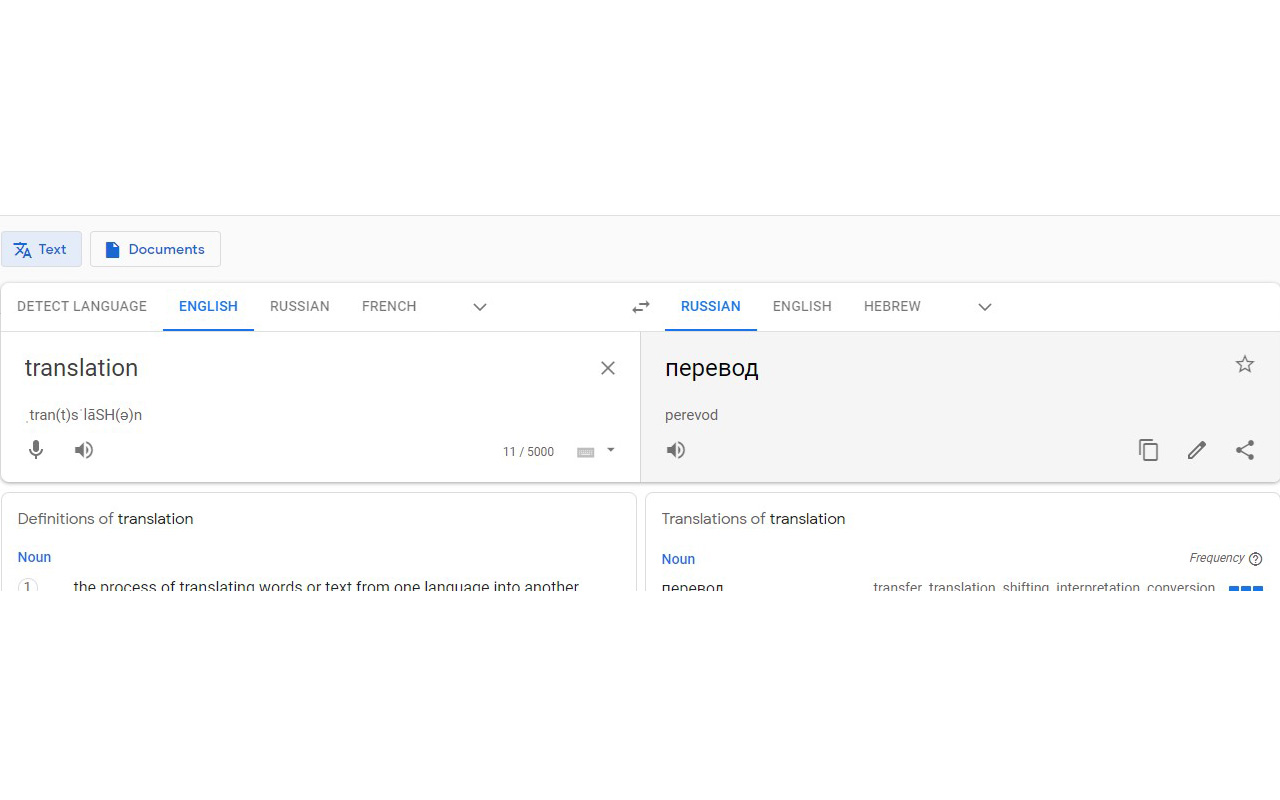 Text Documents
DETECT LANGUAGE ENGLISH RUSSIAN FRENCH RUSSIAN ENGLISH HEBREW
translation
перевод
ˌtran(t)sˈlāSH(ə)n
perevod
11 / 5000
Definitions of translation
Translations of translation
Noun
Noun Frequency
1 the process of translating words or text from one language into another
перевод transfer, translation, shifting, interpretation, conversion